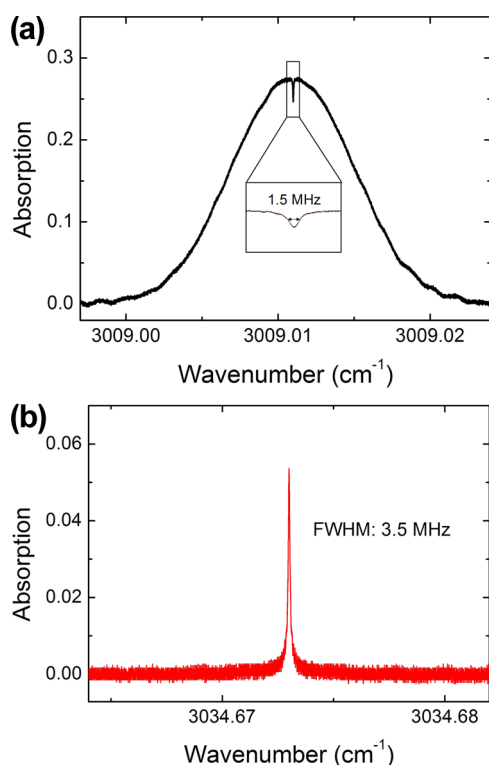 (a)
0.3
0.2
0.1
0.0
Absorption
1.5 MHz
3009.00 3009.01 3009.02
Wavenumber (cm⁻¹)
(b)
0.06
0.04
0.02
0.00
Absorption
FWHM: 3.5 MHz
3034.67 3034.68
Wavenumber (cm⁻¹)